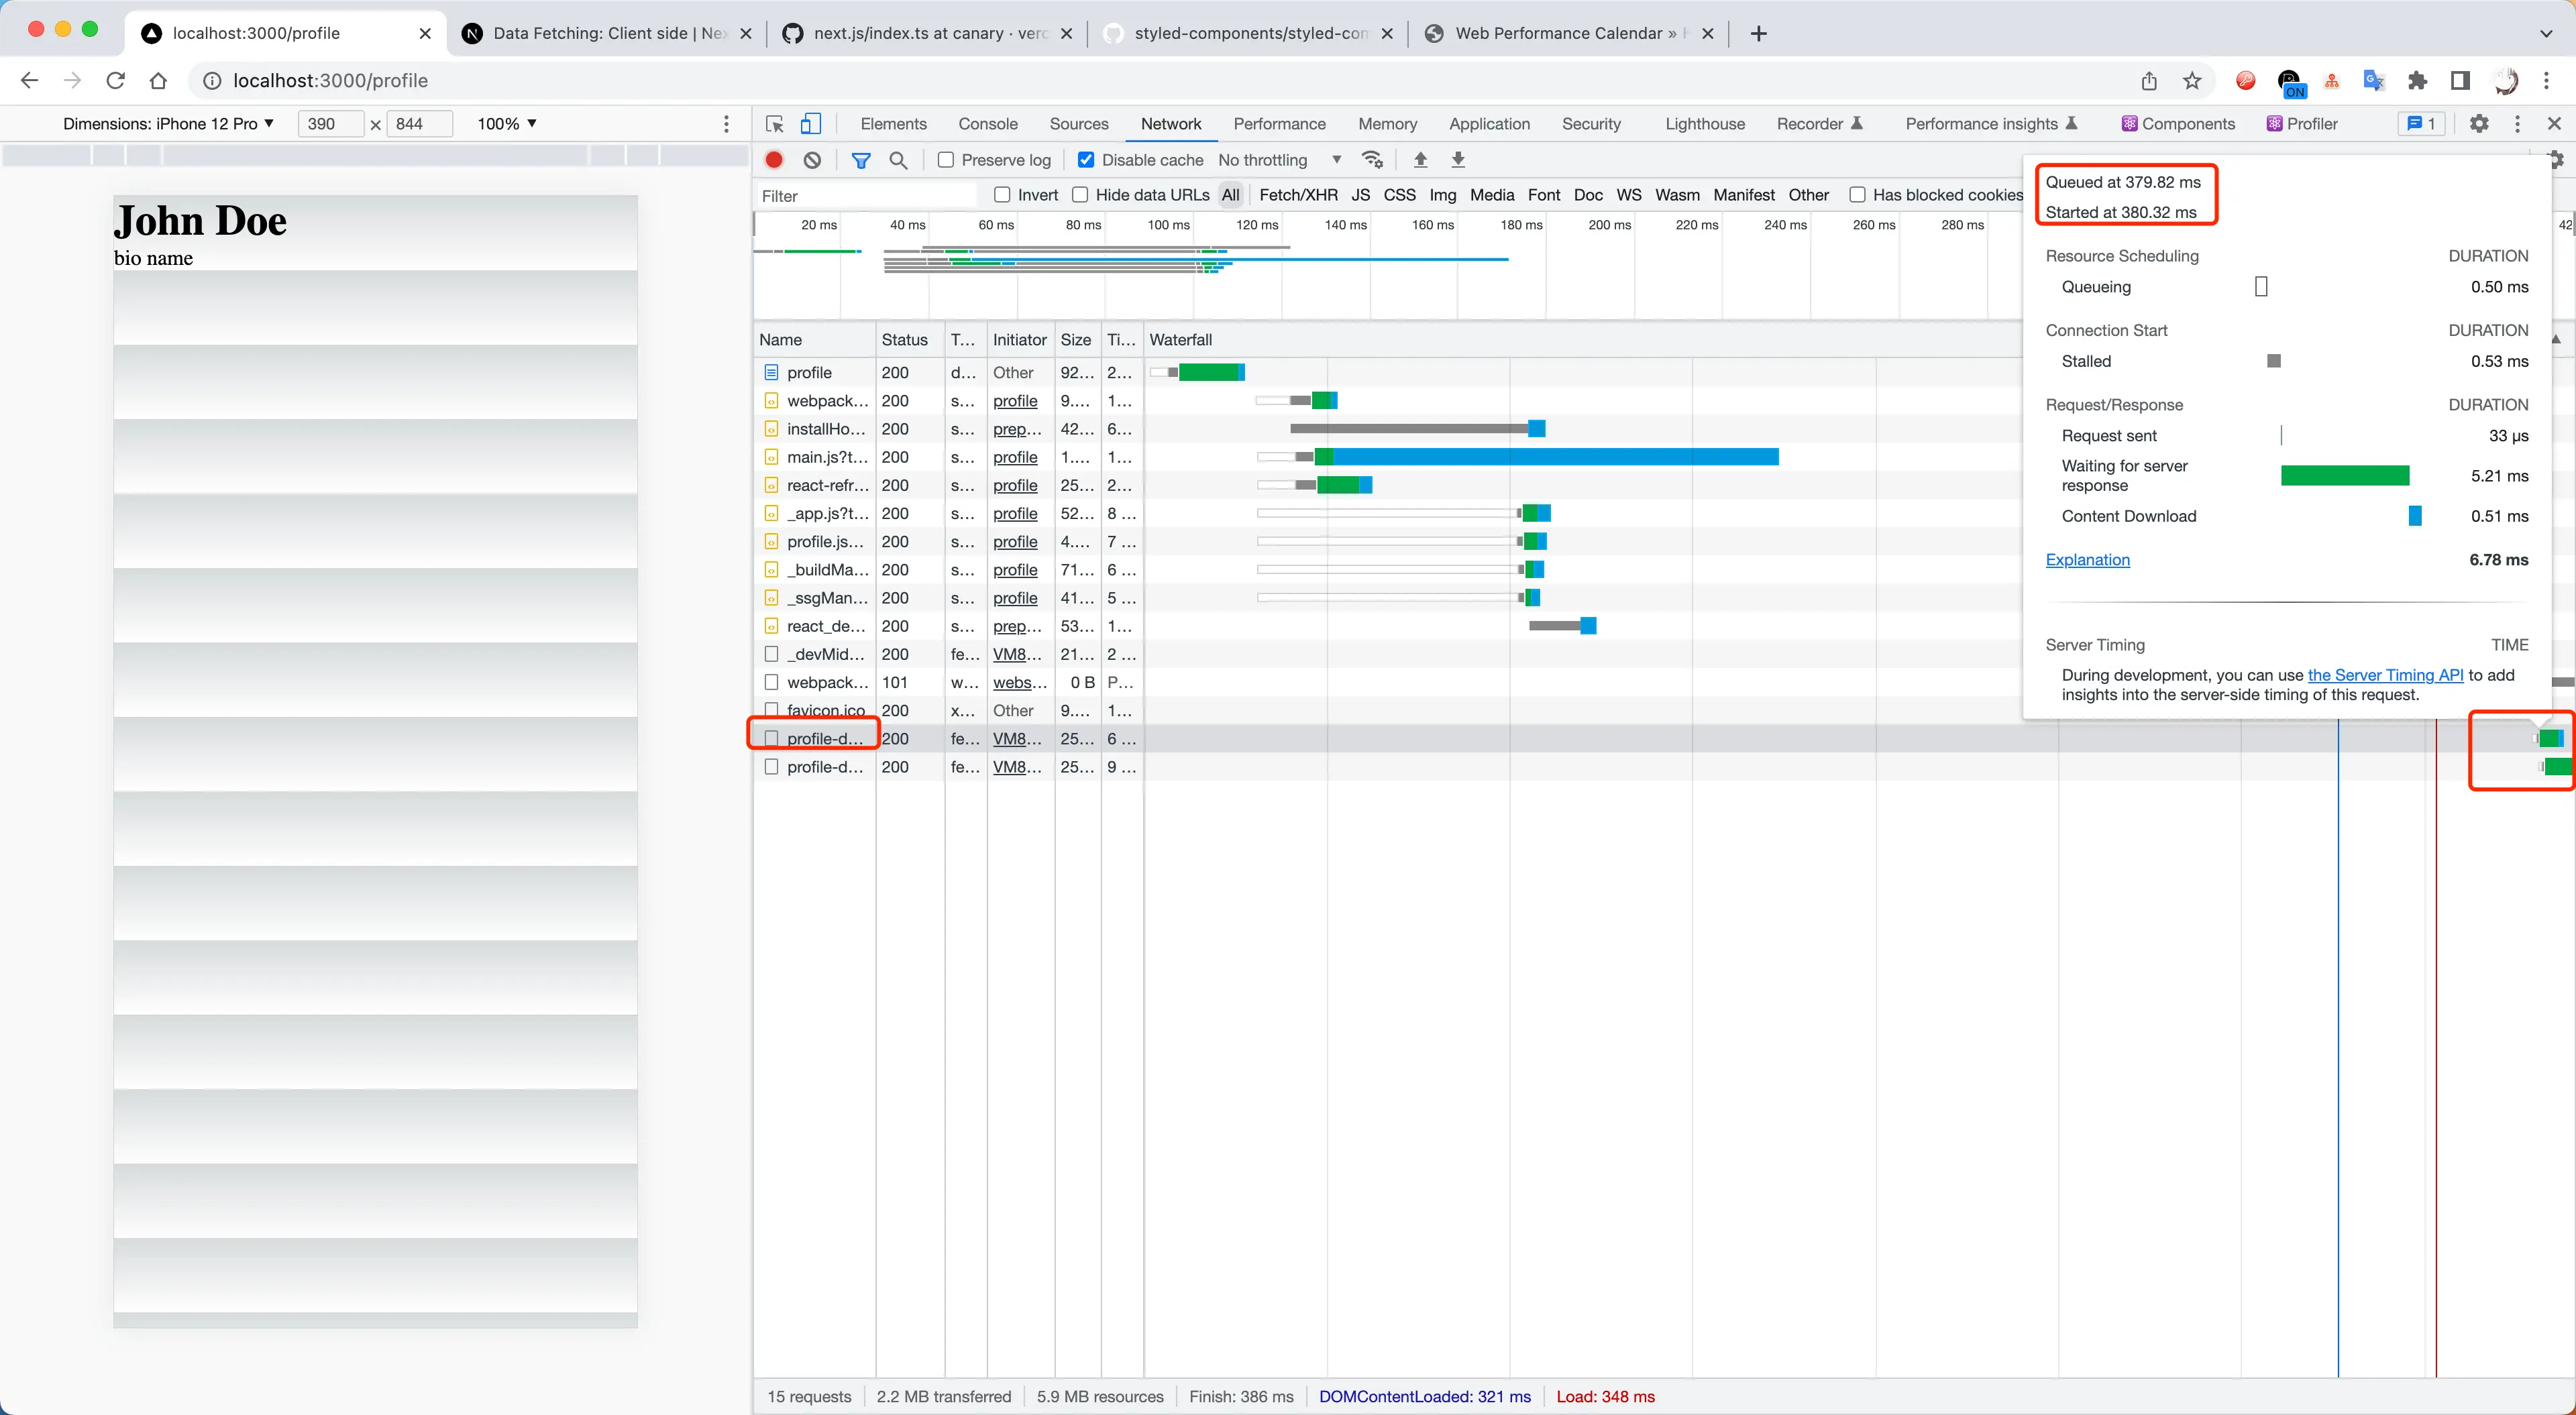 localhost:3000/profile
Data Fetching: Client side | Nex
next.js/index.ts at canary · verc
styled-components/styled-com
Web Performance Calendar »
localhost:3000/profile
ON
Dimensions: iPhone 12 Pro ▼ 390 × 844 100% ▼
Elements Console Sources Network Performance Memory Application Security Lighthouse Recorder Performance insights Components Profiler 1
Preserve log Disable cache No throttling ▼
Filter Invert Hide data URLs All Fetch/XHR JS CSS Img Media Font Doc WS Wasm Manifest Other Has blocked cookies
20 ms 40 ms 60 ms 80 ms 100 ms 120 ms 140 ms 160 ms 180 ms 200 ms 220 ms 240 ms 260 ms 280 ms 42
John Doe
bio name
Name Status T... Initiator Size Ti... Waterfall
profile 200 d... Other 92... 2...
webpack... 200 s... profile 9.... 1...
installHo... 200 s... prep... 42... 6...
main.js?t... 200 s... profile 1.... 1...
react-refr... 200 s... profile 25... 2...
_app.js?t... 200 s... profile 52... 8 ...
profile.js... 200 s... profile 4.... 7 ...
_buildMa... 200 s... profile 71... 6 ...
_ssgMan... 200 s... profile 41... 5 ...
react_de... 200 s... prep... 53... 1...
_devMid... 200 fe... VM8... 21... 2 ...
webpack... 101 w... webs... 0 B P...
favicon.ico 200 x... Other 9.... 1...
profile-d... 200 fe... VM8... 25... 6 ...
profile-d... 200 fe... VM8... 25... 9 ...
Queued at 379.82 ms
Started at 380.32 ms
Resource Scheduling DURATION
Queueing 0.50 ms
Connection Start DURATION
Stalled 0.53 ms
Request/Response DURATION
Request sent 33 µs
Waiting for server
response 5.21 ms
Content Download 0.51 ms
Explanation 6.78 ms
Server Timing TIME
During development, you can use the Server Timing API to add
insights into the server-side timing of this request.
15 requests 2.2 MB transferred 5.9 MB resources Finish: 386 ms DOMContentLoaded: 321 ms Load: 348 ms